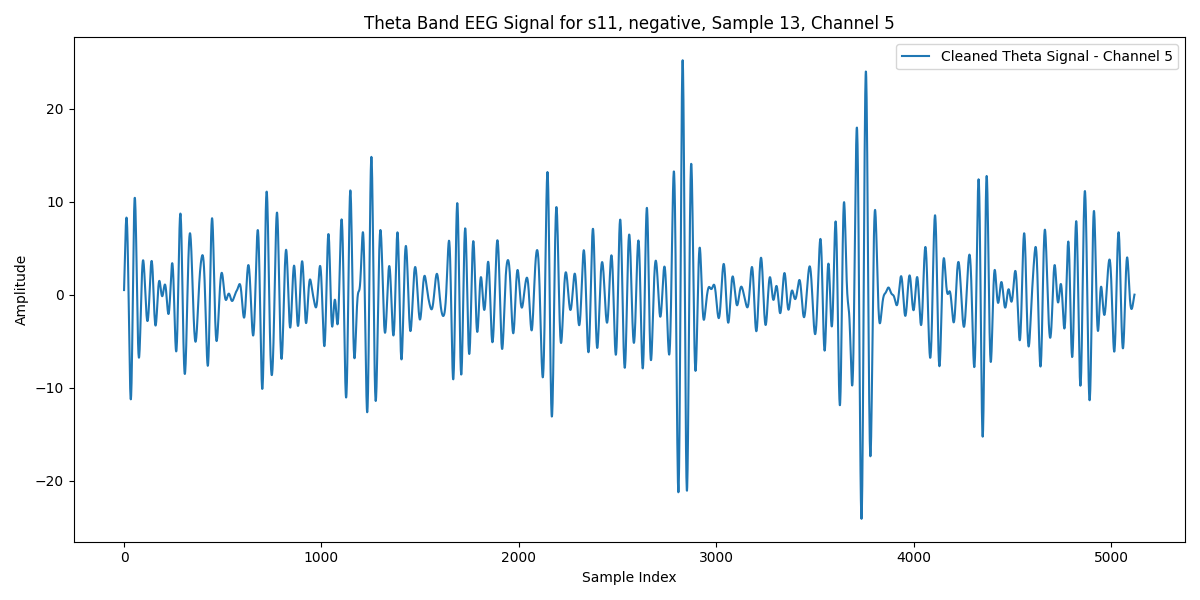 Theta Band EEG Signal for s11, negative, Sample 13, Channel 5
Cleaned Theta Signal - Channel 5
20
10
0
−10
−20
Amplitude
0 1000 2000 3000 4000 5000
Sample Index